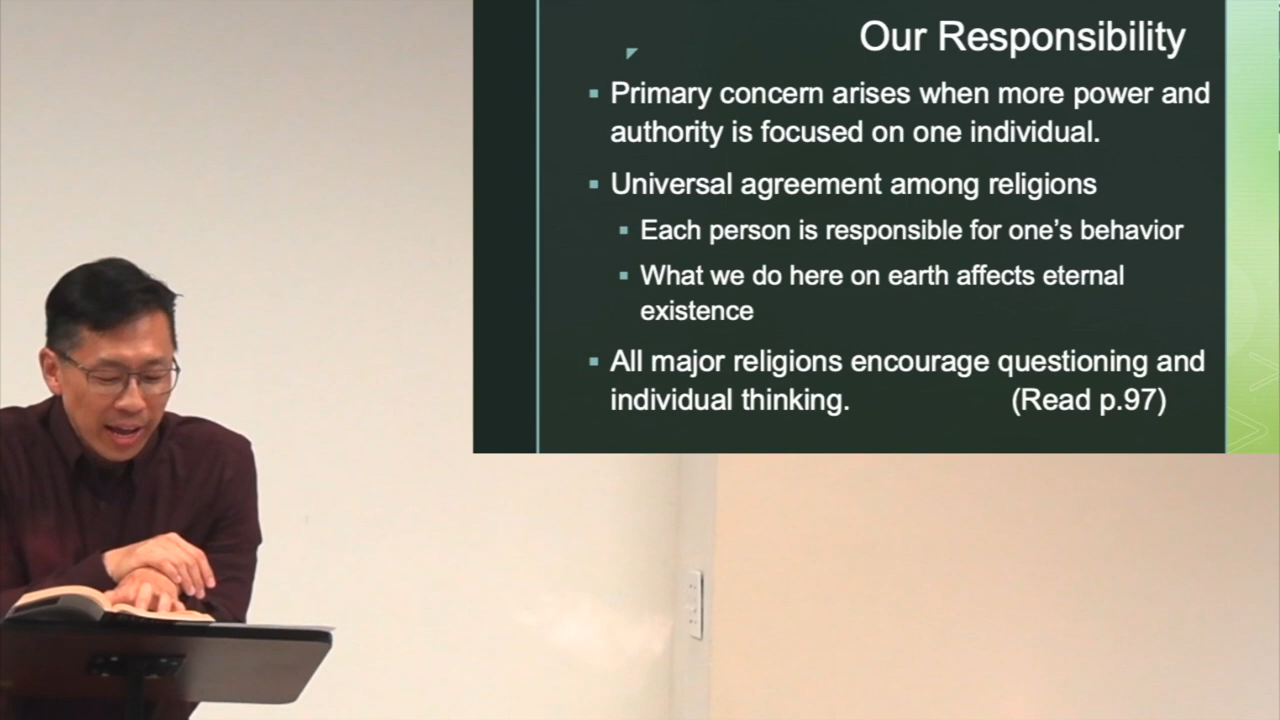 Our Responsibility
Primary concern arises when more power and
authority is focused on one individual.
Universal agreement among religions
Each person is responsible for one’s behavior
What we do here on earth affects eternal
existence
All major religions encourage questioning and
individual thinking. (Read p.97)